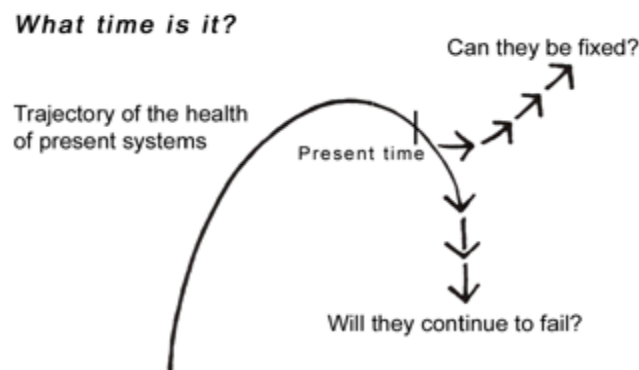 What time is it?
Can they be fixed?
Trajectory of the health
of present systems
Present time
Will they continue to fail?